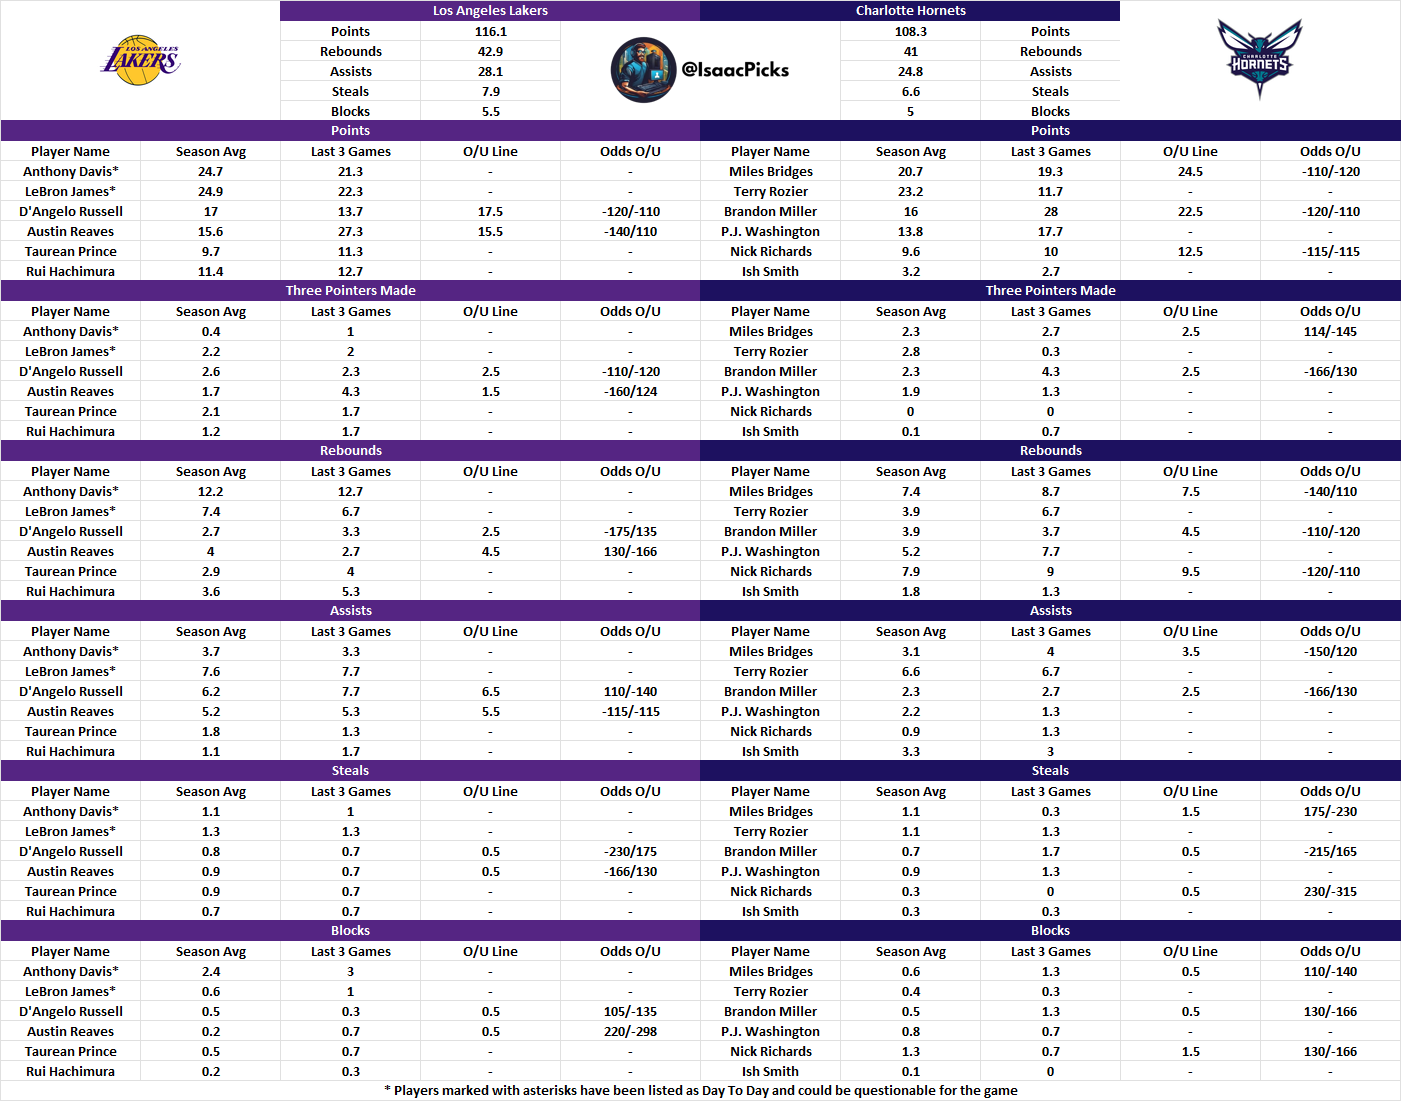 Los Angeles Lakers Charlotte Hornets
LOS ANGELES
LAKERS
Points 116.1 108.3 Points
Rebounds 42.9 41 Rebounds
Assists 28.1 @IsaacPicks 24.8 Assists
CHARLOTTE
HORNETS
Steals 7.9 6.6 Steals
Blocks 5.5 5 Blocks
Points Points
Player Name Season Avg Last 3 Games O/U Line Odds O/U Player Name Season Avg Last 3 Games O/U Line Odds O/U
Anthony Davis* 24.7 21.3 - - Miles Bridges 20.7 19.3 24.5 -110/-120
LeBron James* 24.9 22.3 - - Terry Rozier 23.2 11.7 - -
D'Angelo Russell 17 13.7 17.5 -120/-110 Brandon Miller 16 28 22.5 -120/-110
Austin Reaves 15.6 27.3 15.5 -140/110 P.J. Washington 13.8 17.7 - -
Taurean Prince 9.7 11.3 - - Nick Richards 9.6 10 12.5 -115/-115
Rui Hachimura 11.4 12.7 - - Ish Smith 3.2 2.7 - -
Three Pointers Made Three Pointers Made
Player Name Season Avg Last 3 Games O/U Line Odds O/U Player Name Season Avg Last 3 Games O/U Line Odds O/U
Anthony Davis* 0.4 1 - - Miles Bridges 2.3 2.7 2.5 114/-145
LeBron James* 2.2 2 - - Terry Rozier 2.8 0.3 - -
D'Angelo Russell 2.6 2.3 2.5 -110/-120 Brandon Miller 2.3 4.3 2.5 -166/130
Austin Reaves 1.7 4.3 1.5 -160/124 P.J. Washington 1.9 1.3 - -
Taurean Prince 2.1 1.7 - - Nick Richards 0 0 - -
Rui Hachimura 1.2 1.7 - - Ish Smith 0.1 0.7 - -
Rebounds Rebounds
Player Name Season Avg Last 3 Games O/U Line Odds O/U Player Name Season Avg Last 3 Games O/U Line Odds O/U
Anthony Davis* 12.2 12.7 - - Miles Bridges 7.4 8.7 7.5 -140/110
LeBron James* 7.4 6.7 - - Terry Rozier 3.9 6.7 - -
D'Angelo Russell 2.7 3.3 2.5 -175/135 Brandon Miller 3.9 3.7 4.5 -110/-120
Austin Reaves 4 2.7 4.5 130/-166 P.J. Washington 5.2 7.7 - -
Taurean Prince 2.9 4 - - Nick Richards 7.9 9 9.5 -120/-110
Rui Hachimura 3.6 5.3 - - Ish Smith 1.8 1.3 - -
Assists Assists
Player Name Season Avg Last 3 Games O/U Line Odds O/U Player Name Season Avg Last 3 Games O/U Line Odds O/U
Anthony Davis* 3.7 3.3 - - Miles Bridges 3.1 4 3.5 -150/120
LeBron James* 7.6 7.7 - - Terry Rozier 6.6 6.7 - -
D'Angelo Russell 6.2 7.7 6.5 110/-140 Brandon Miller 2.3 2.7 2.5 -166/130
Austin Reaves 5.2 5.3 5.5 -115/-115 P.J. Washington 2.2 1.3 - -
Taurean Prince 1.8 1.3 - - Nick Richards 0.9 1.3 - -
Rui Hachimura 1.1 1.7 - - Ish Smith 3.3 3 - -
Steals Steals
Player Name Season Avg Last 3 Games O/U Line Odds O/U Player Name Season Avg Last 3 Games O/U Line Odds O/U
Anthony Davis* 1.1 1 - - Miles Bridges 1.1 0.3 1.5 175/-230
LeBron James* 1.3 1.3 - - Terry Rozier 1.1 1.3 - -
D'Angelo Russell 0.8 0.7 0.5 -230/175 Brandon Miller 0.7 1.7 0.5 -215/165
Austin Reaves 0.9 0.7 0.5 -166/130 P.J. Washington 0.9 1.3 - -
Taurean Prince 0.9 0.7 - - Nick Richards 0.3 0 0.5 230/-315
Rui Hachimura 0.7 0.7 - - Ish Smith 0.3 0.3 - -
Blocks Blocks
Player Name Season Avg Last 3 Games O/U Line Odds O/U Player Name Season Avg Last 3 Games O/U Line Odds O/U
Anthony Davis* 2.4 3 - - Miles Bridges 0.6 1.3 0.5 110/-140
LeBron James* 0.6 1 - - Terry Rozier 0.4 0.3 - -
D'Angelo Russell 0.5 0.3 0.5 105/-135 Brandon Miller 0.5 1.3 0.5 130/-166
Austin Reaves 0.2 0.7 0.5 220/-298 P.J. Washington 0.8 0.7 - -
Taurean Prince 0.5 0.7 - - Nick Richards 1.3 0.7 1.5 130/-166
Rui Hachimura 0.2 0.3 - - Ish Smith 0.1 0 - -
* Players marked with asterisks have been listed as Day To Day and could be questionable for the game